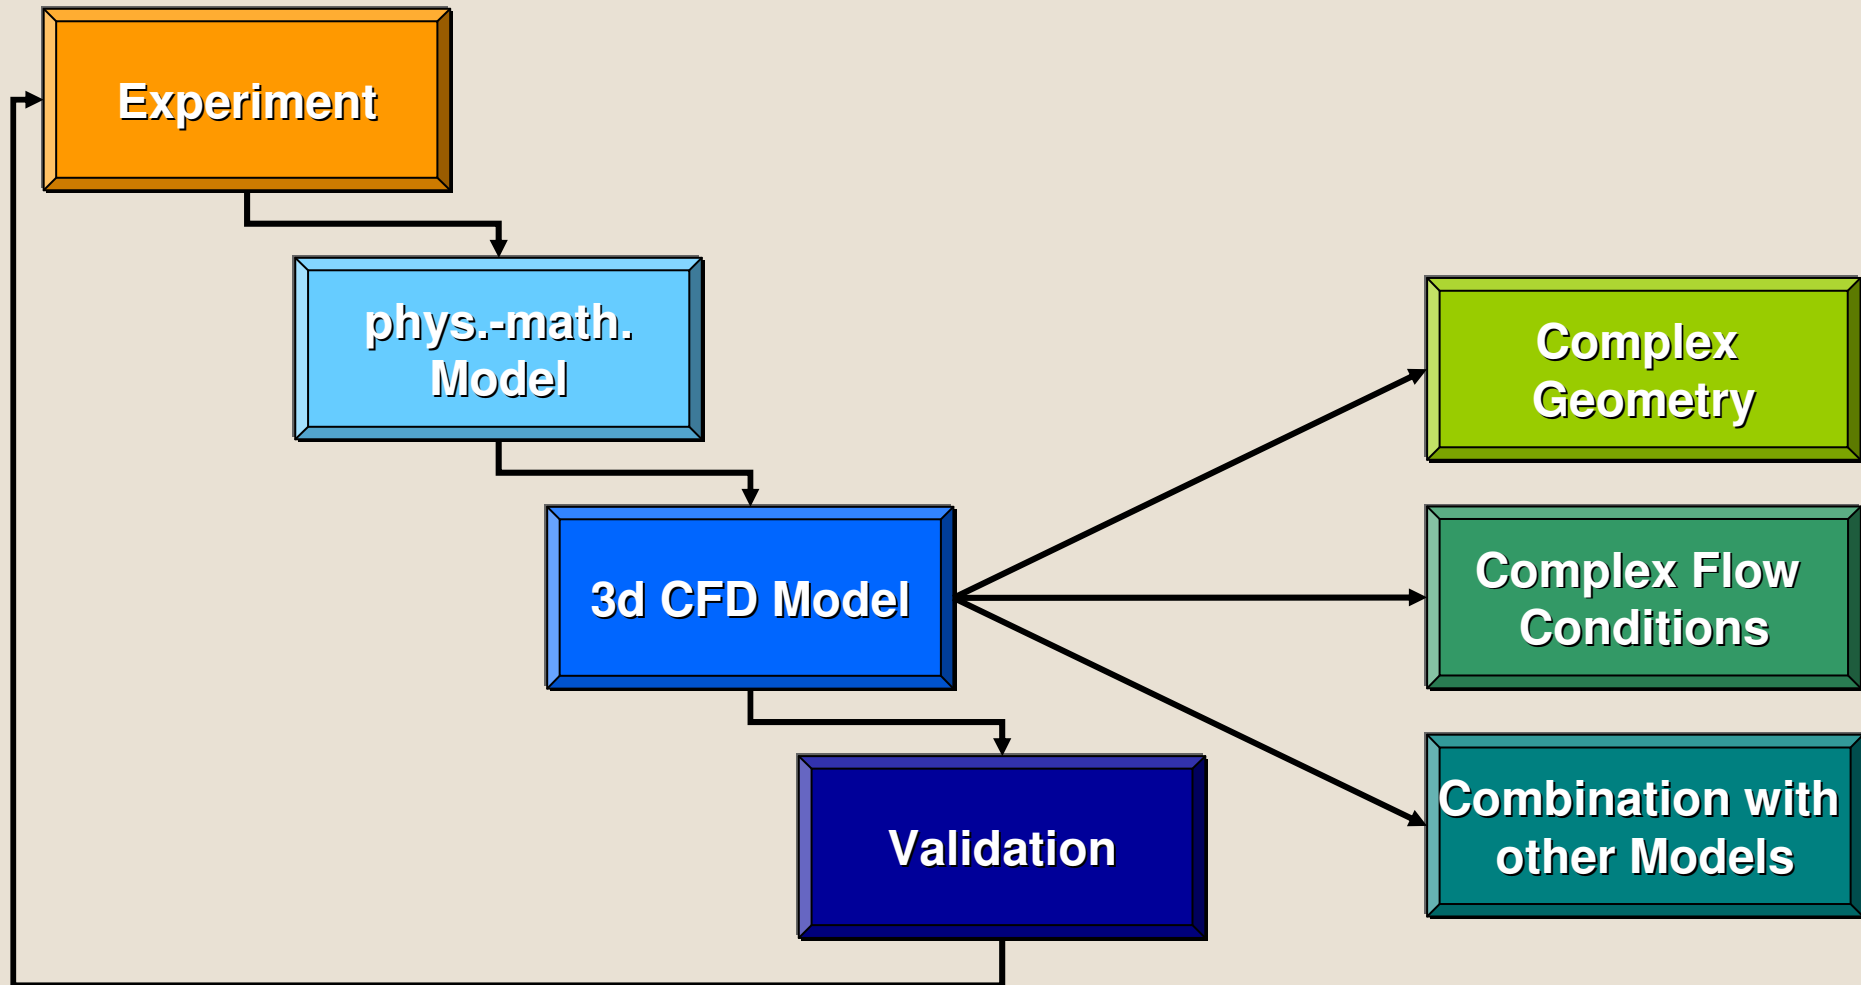 Experiment
phys.-math.
Model
3d CFD Model
Validation
Complex
Geometry
Complex Flow
Conditions
Combination with
other Models